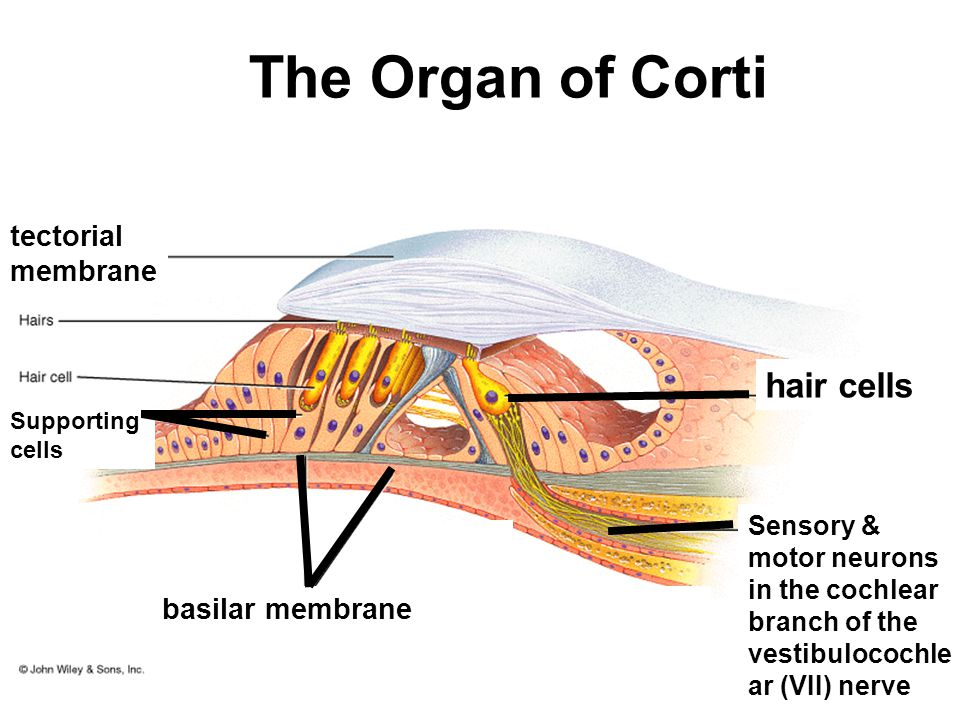 The Organ of Corti
tectorial
membrane
Hairs
Hair cell
Supporting
cells
hair cells
basilar membrane
Sensory &
motor neurons
in the cochlear
branch of the
vestibulocochle
ar (VII) nerve
© John Wiley & Sons, Inc.